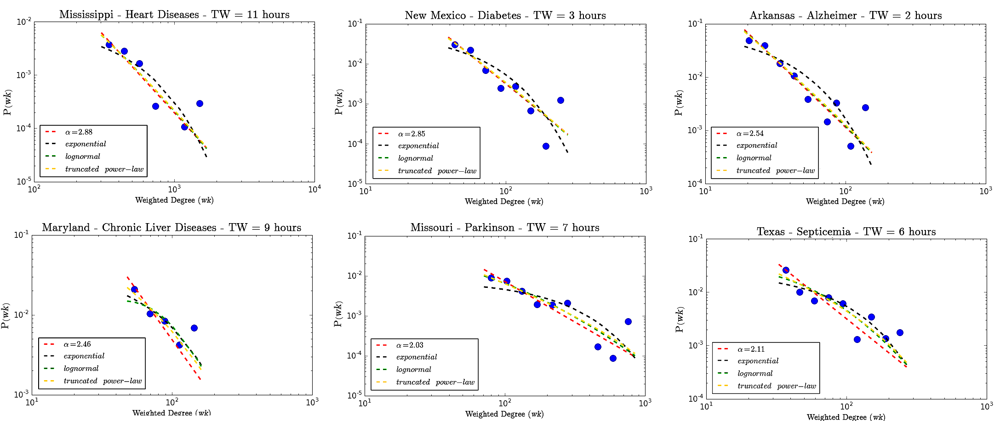 Mississippi - Heart Diseases - TW = 11 hours
10^-2
10^-3
10^-4
10^-5
P(wk)
α=2.88
exponential
lognormal
truncated power-law
10^2 10^3 10^4
Weighted Degree (wk)
New Mexico - Diabetes - TW = 3 hours
10^-1
10^-2
10^-3
10^-4
10^-5
P(wk)
α=2.85
exponential
lognormal
truncated power-law
10^1 10^2 10^3
Weighted Degree (wk)
Arkansas - Alzheimer - TW = 2 hours
10^-1
10^-2
10^-3
10^-4
P(wk)
α=2.54
exponential
lognormal
truncated power-law
10^1 10^2 10^3
Weighted Degree (wk)
Maryland - Chronic Liver Diseases - TW = 9 hours
10^-1
10^-2
10^-3
P(wk)
α=2.46
exponential
lognormal
truncated power-law
10^1 10^2 10^3
Weighted Degree (wk)
Missouri - Parkinson - TW = 7 hours
10^-1
10^-2
10^-3
10^-4
10^-5
P(wk)
α=2.03
exponential
lognormal
truncated power-law
10^1 10^2 10^3
Weighted Degree (wk)
Texas - Septicemia - TW = 6 hours
10^-1
10^-2
10^-3
10^-4
P(wk)
α=2.11
exponential
lognormal
truncated power-law
10^1 10^2 10^3
Weighted Degree (wk)